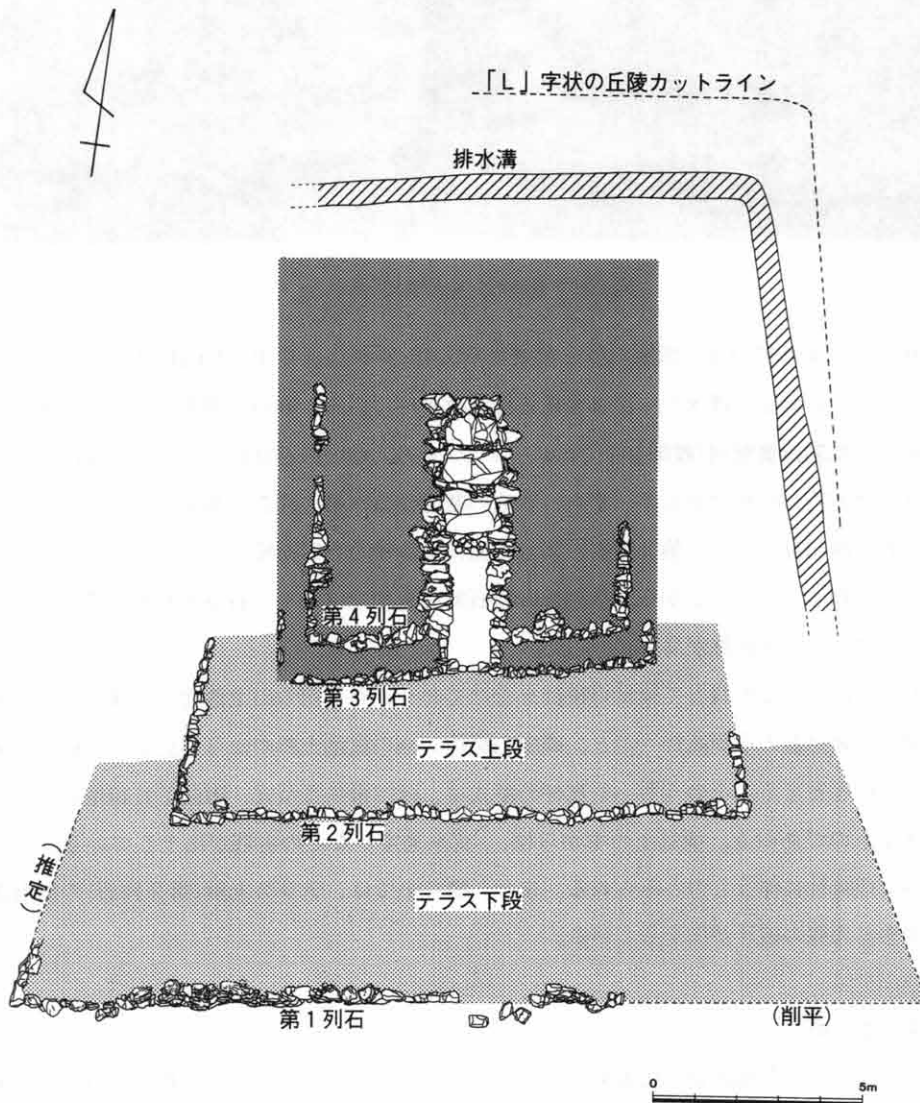 「L」字状の丘陵カットライン
排水溝
第4列石
第3列石
テラス上段
第2列石
(推定)
テラス下段
第1列石
(削平)
0 5m